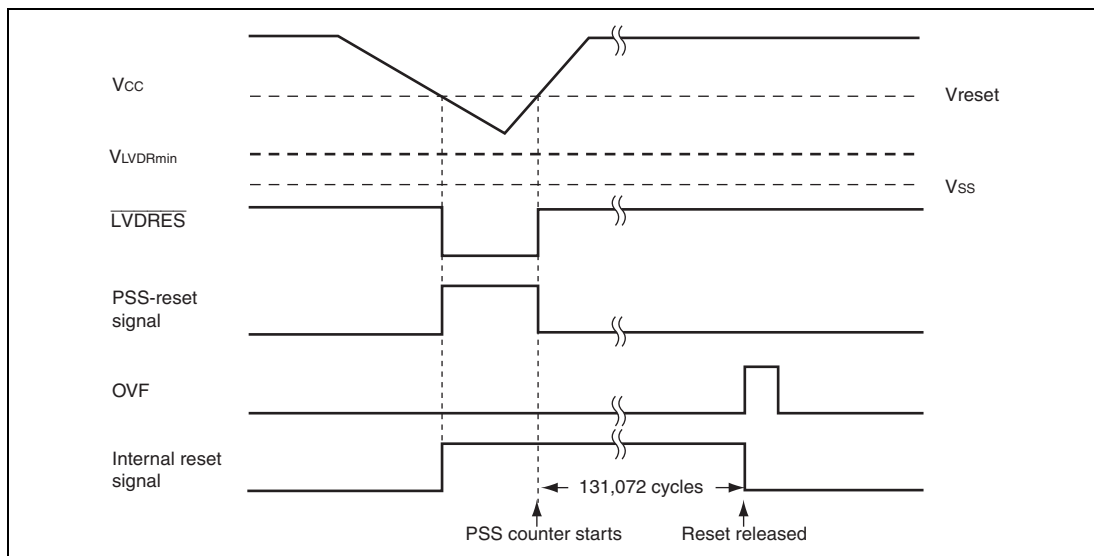 VCC
Vreset
VLVDRmin
VSS
LVDRES
PSS-reset
signal
OVF
Internal reset
signal
131,072 cycles
PSS counter starts
Reset released